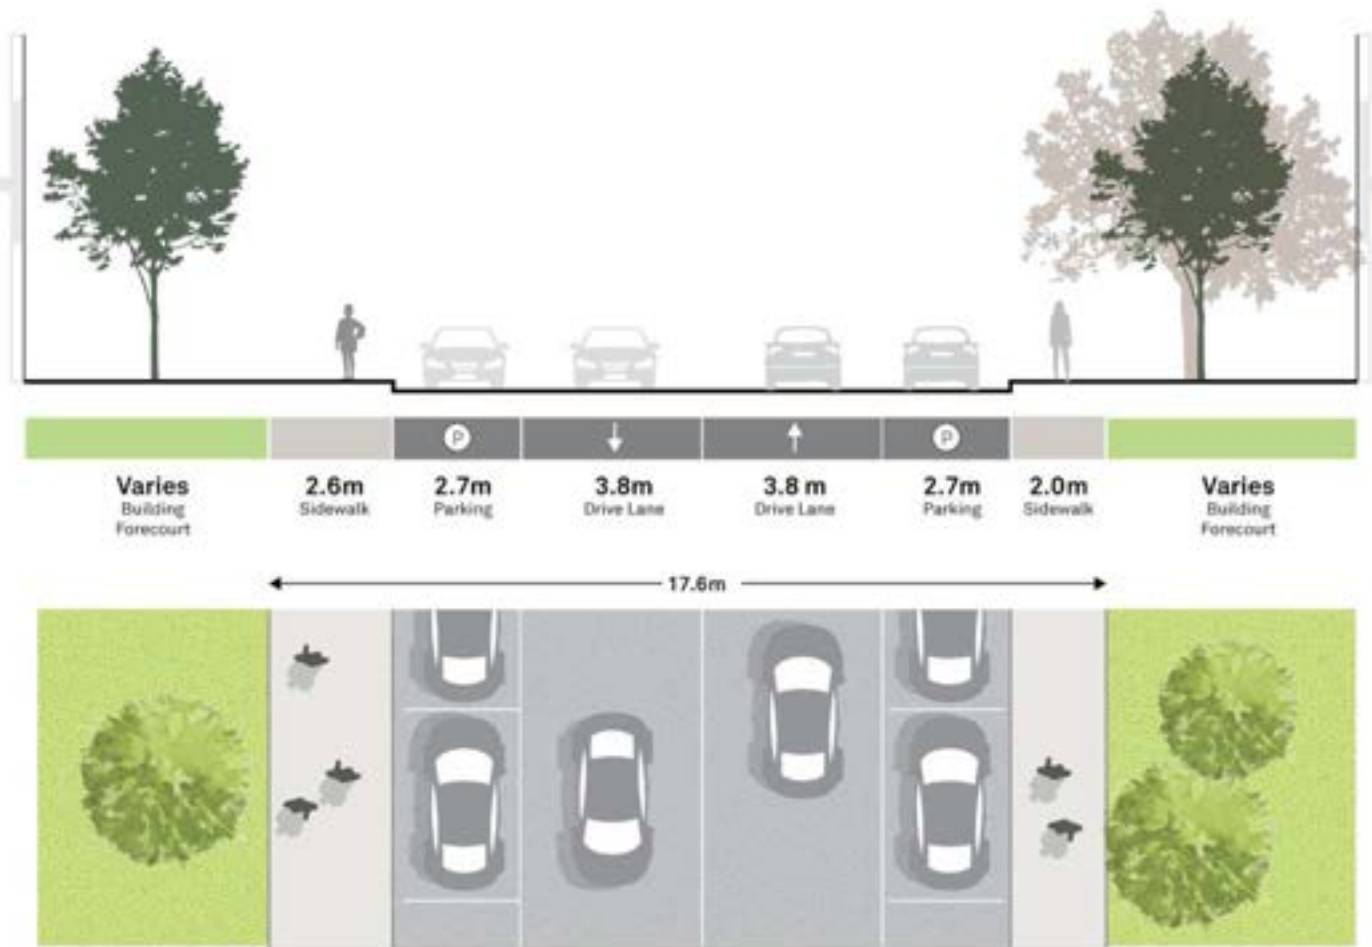 P
P
Varies
Building
Forecourt
2.6m
Sidewalk
2.7m
Parking
3.8m
Drive Lane
3.8 m
Drive Lane
2.7m
Parking
2.0m
Sidewalk
Varies
Building
Forecourt
17.6m